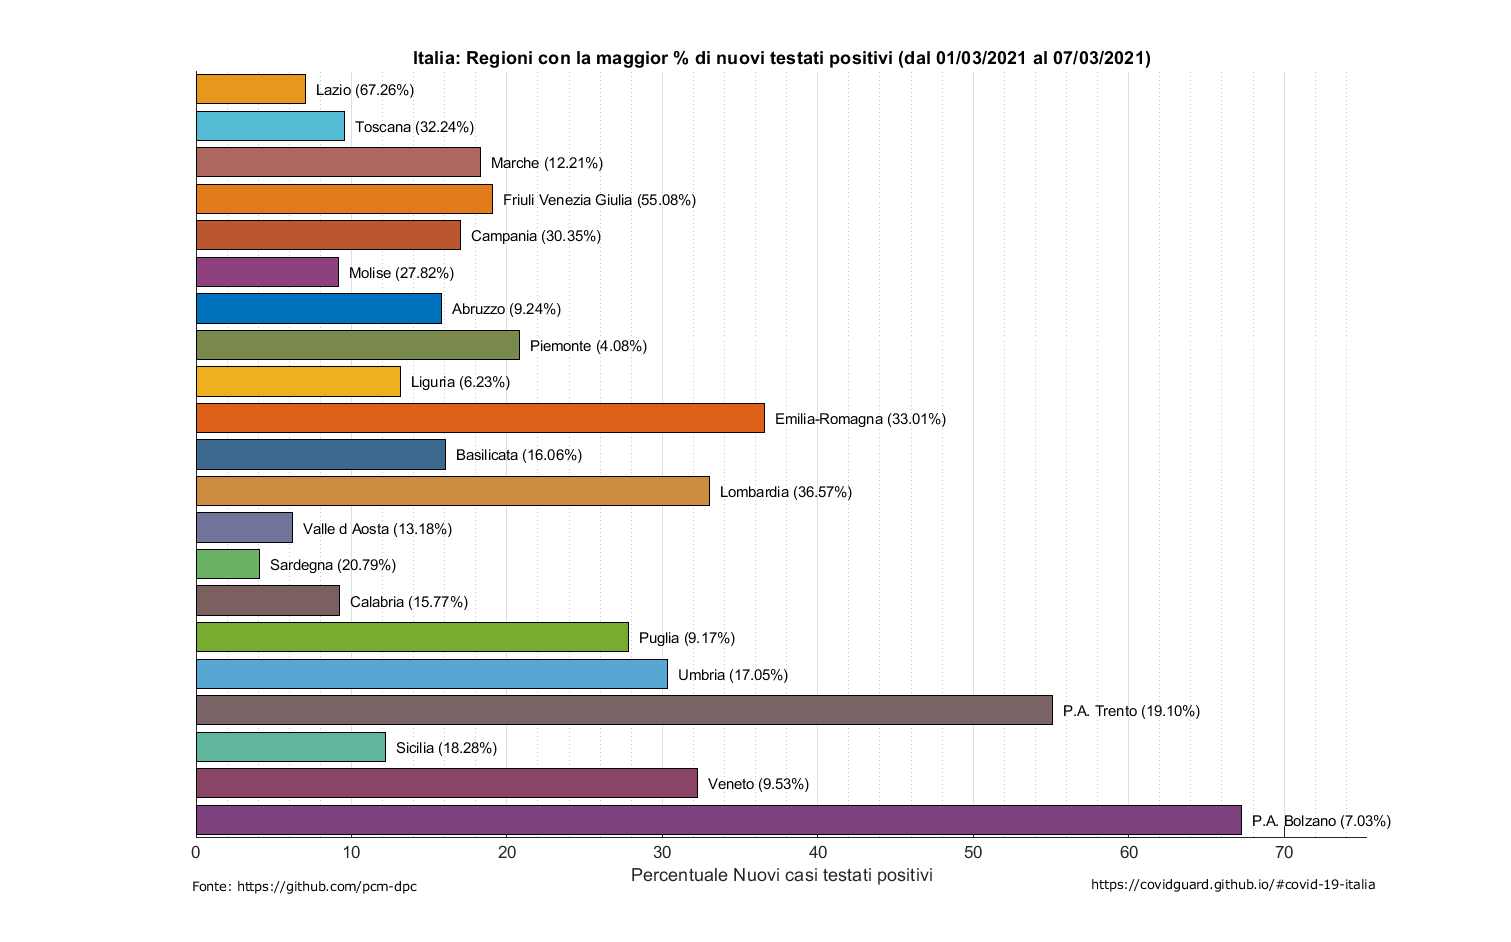 Italia: Regioni con la maggior % di nuovi testati positivi (dal 01/03/2021 al 07/03/2021)
Lazio (67.26%)
Toscana (32.24%)
Marche (12.21%)
Friuli Venezia Giulia (55.08%)
Campania (30.35%)
Molise (27.82%)
Abruzzo (9.24%)
Piemonte (4.08%)
Liguria (6.23%)
Emilia-Romagna (33.01%)
Basilicata (16.06%)
Lombardia (36.57%)
Valle d Aosta (13.18%)
Sardegna (20.79%)
Calabria (15.77%)
Puglia (9.17%)
Umbria (17.05%)
P.A. Trento (19.10%)
Sicilia (18.28%)
Veneto (9.53%)
P.A. Bolzano (7.03%)
0 10 20 30 40 50 60 70
Percentuale Nuovi casi testati positivi
Fonte: https://github.com/pcm-dpc
https://covidguard.github.io/#covid-19-italia